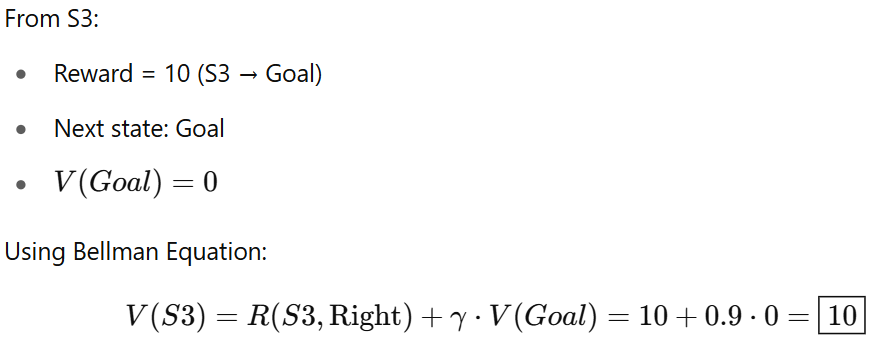 From S3:
• Reward = 10 (S3 → Goal)
• Next state: Goal
• V(Goal) = 0
Using Bellman Equation:
V(S3) = R(S3, Right) + γ · V(Goal) = 10 + 0.9 · 0 = 10